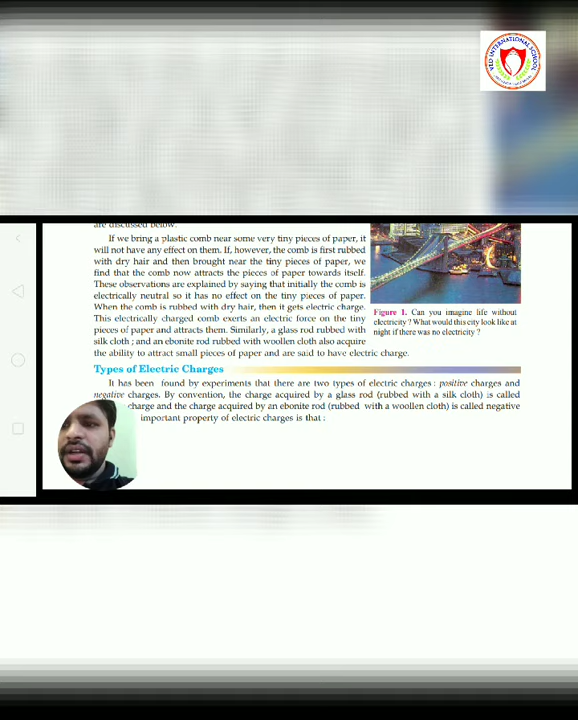 VED INTERNATIONAL SCHOOL
are discussed below.
If we bring a plastic comb near some very tiny pieces of paper, it
will not have any effect on them. If, however, the comb is first rubbed
with dry hair and then brought near the tiny pieces of paper, we
find that the comb now attracts the pieces of paper towards itself.
These observations are explained by saying that initially the comb is
electrically neutral so it has no effect on the tiny pieces of paper.
When the comb is rubbed with dry hair, then it gets electric charge.
This electrically charged comb exerts an electric force on the tiny
pieces of paper and attracts them. Similarly, a glass rod rubbed with
silk cloth ; and an ebonite rod rubbed with woollen cloth also acquire
the ability to attract small pieces of paper and are said to have electric charge.
Figure 1. Can you imagine life without
electricity ? What would this city look like at
night if there was no electricity ?
Types of Electric Charges
It has been found by experiments that there are two types of electric charges : positive charges and
negative charges. By convention, the charge acquired by a glass rod (rubbed with a silk cloth) is called
charge and the charge acquired by an ebonite rod (rubbed with a woollen cloth) is called negative
important property of electric charges is that :